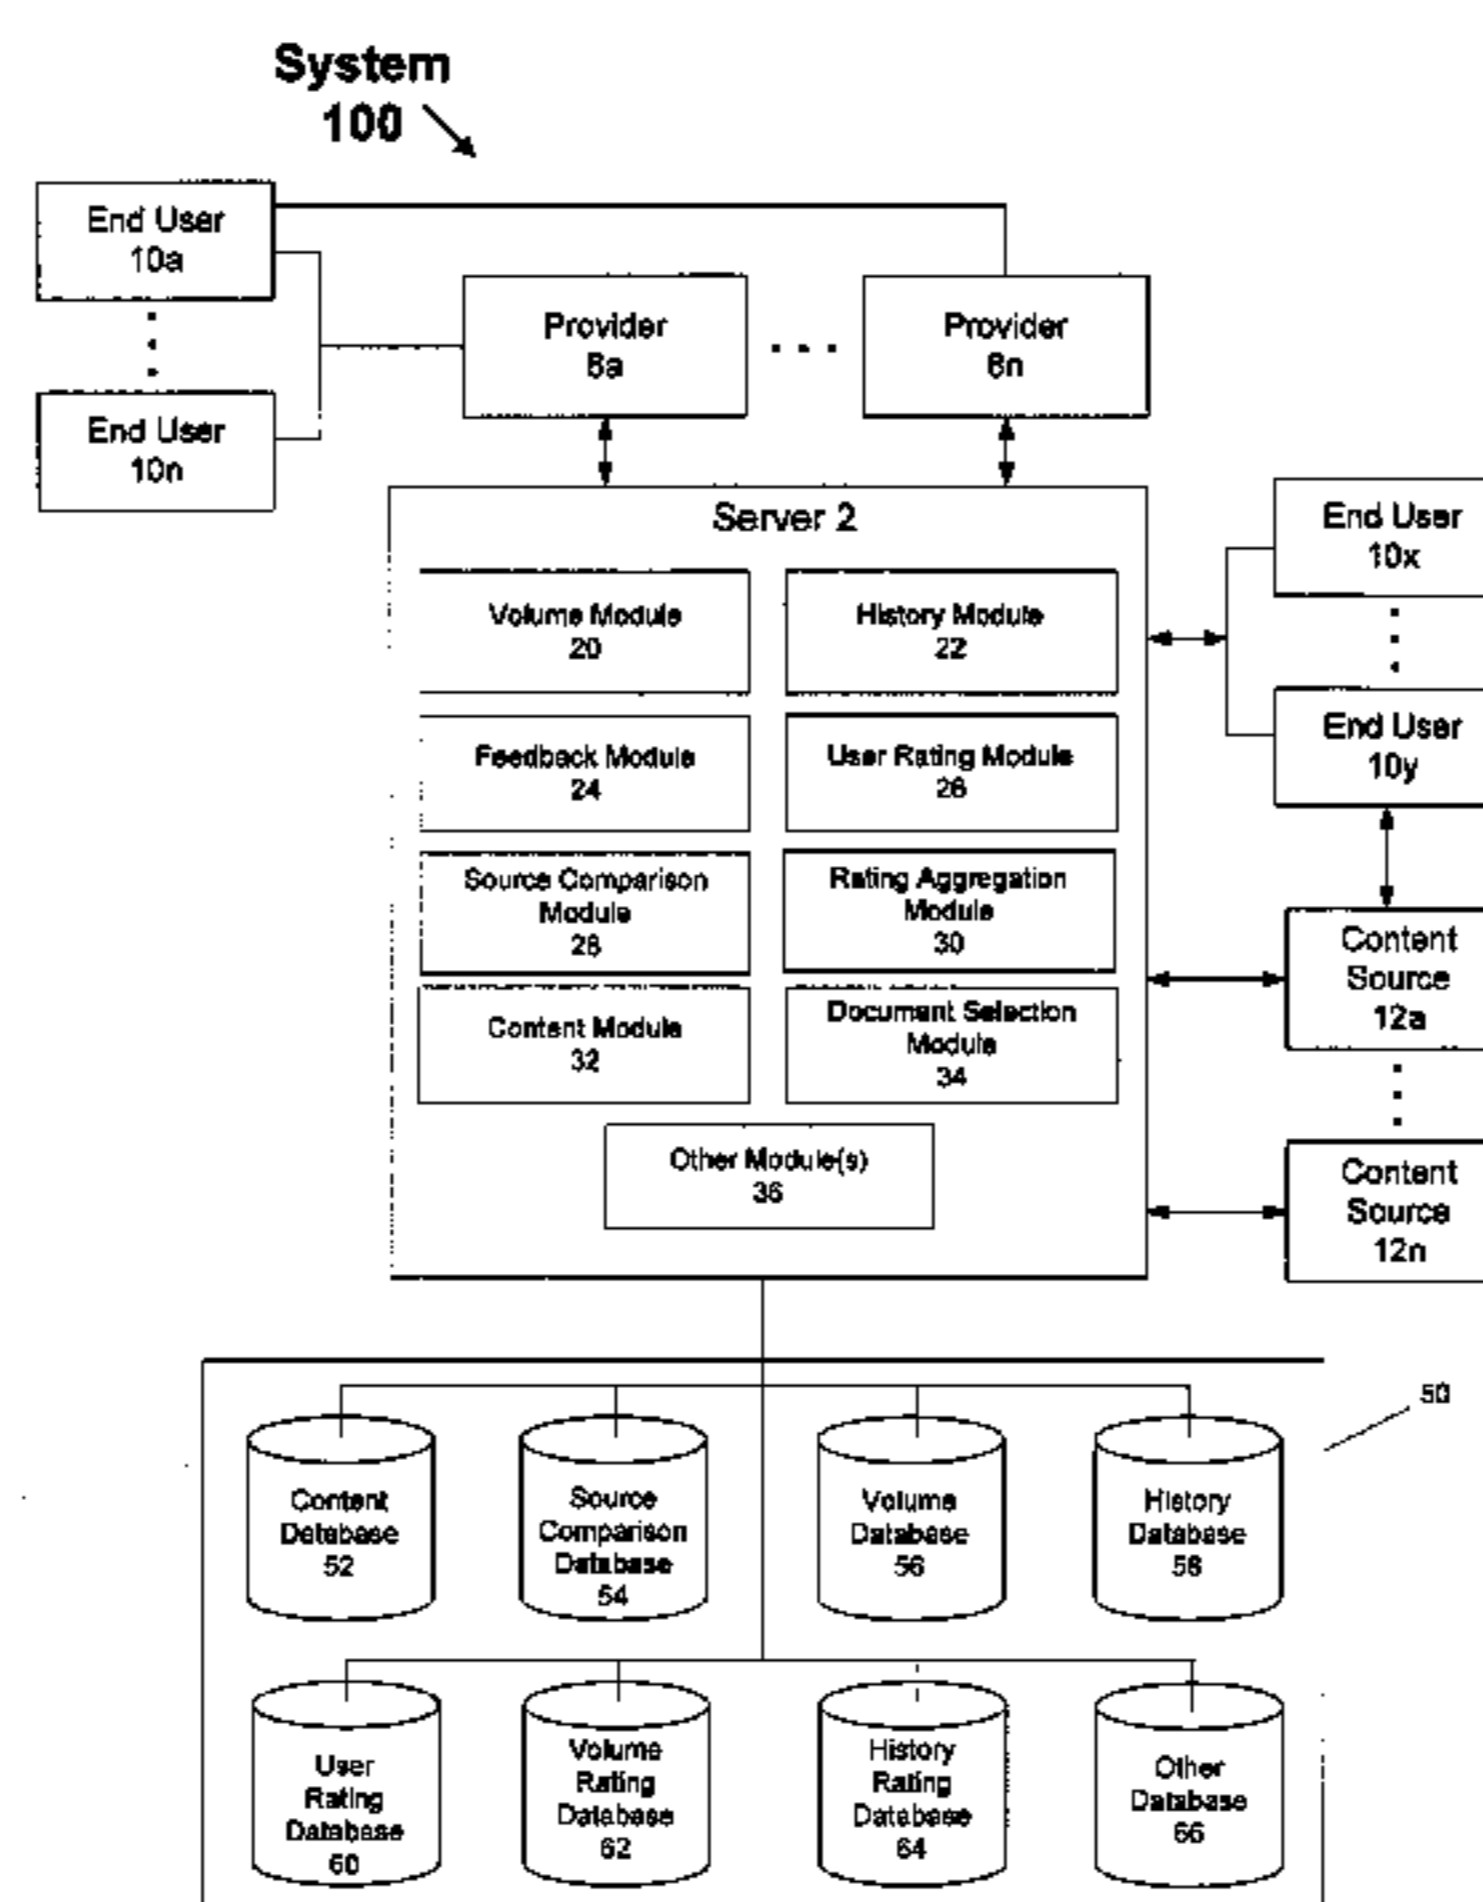 System
100
End User
10a
End User
10n
Provider
8a
Provider
8n
Server 2
Volume Module
20
History Module
22
Feedback Module
24
User Rating Module
26
Source Comparison
Module
28
Rating Aggregation
Module
30
Content Module
32
Document Selection
Module
34
Other Module(s)
36
End User
10x
End User
10y
Content
Source
12a
Content
Source
12n
50
Content
Database
52
Source
Comparison
Database
54
Volume
Database
56
History
Database
58
User
Rating
Database
60
Volume
Rating
Database
62
History
Rating
Database
64
Other
Database
66